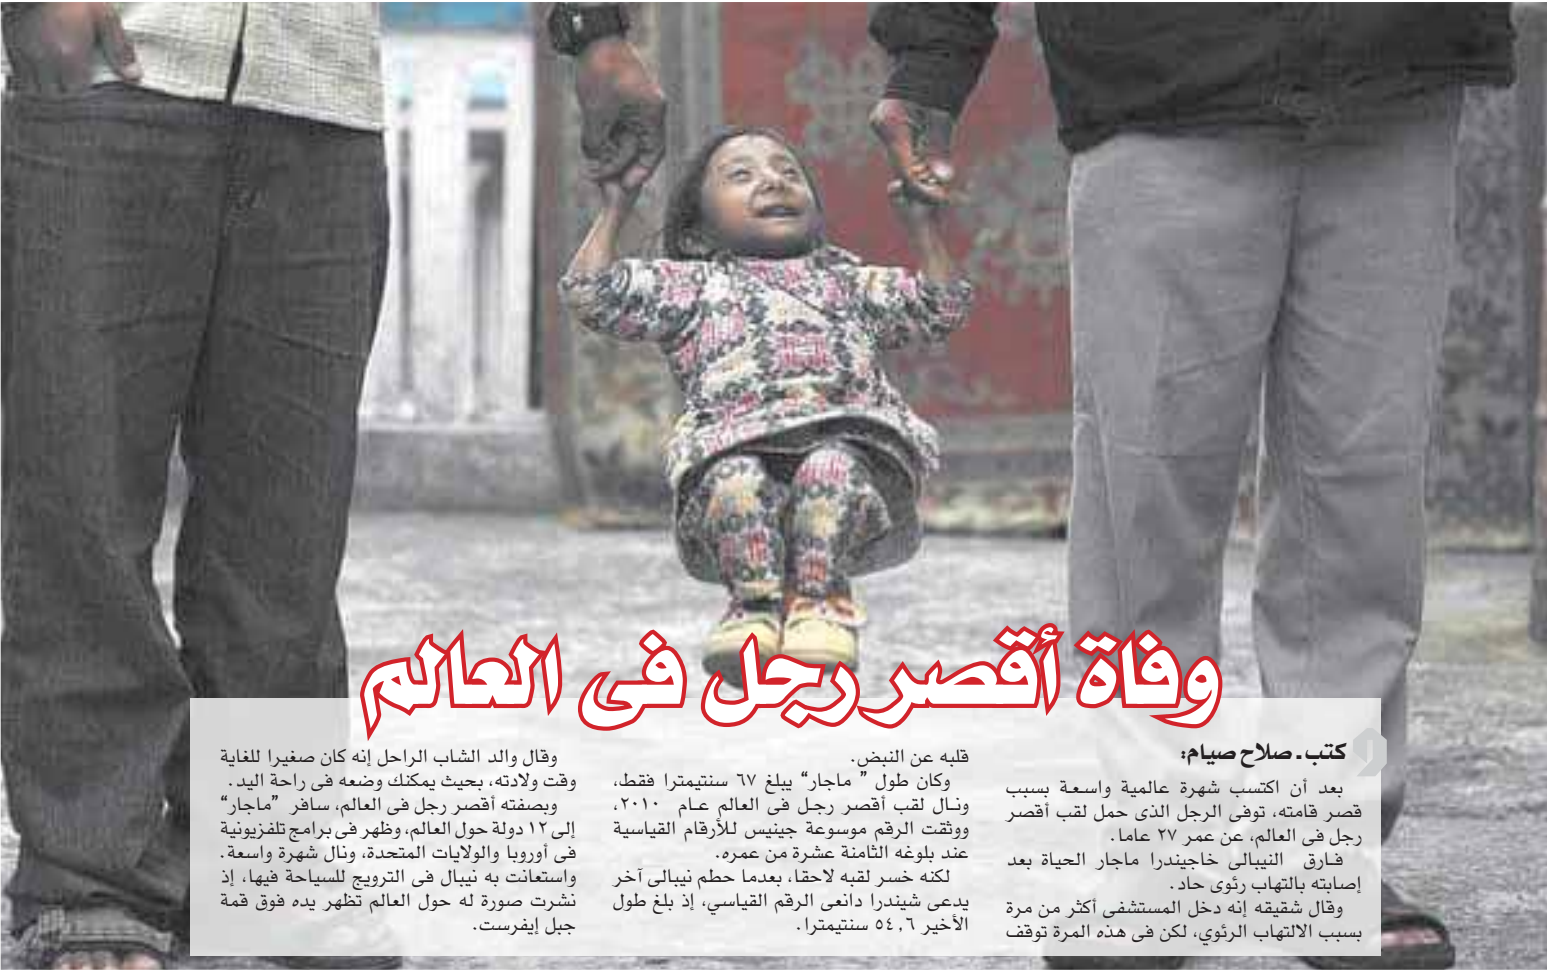 وفاة أقصر رجل فى العالم
كتب ـ صلاح صيام:
بعد أن اكتسب شهرة عالمية واسعة بسبب
قصر قامته، توفى الرجل الذى حمل لقب أقصر
رجل فى العالم، عن عمر ٢٧ عاما.
فارق النيبالى خاجيندرا ماجار الحياة بعد
إصابته بالتهاب رئوى حاد.
وقال شقيقه إنه دخل المستشفى أكثر من مرة
بسبب الالتهاب الرئوي، لكن فى هذه المرة توقف
قلبه عن النبض.
وكان طول ” ماجار“ يبلغ ٦٧ سنتيمترا فقط،
ونال لقب أقصر رجل فى العالم عام ٢٠١٠،
ووثقت الرقم موسوعة جينيس للأرقام القياسية
عند بلوغه الثامنة عشرة من عمره.
لكنه خسر لقبه لاحقا، بعدما حطم نيبالى آخر
يدعى شيندرا دانعى الرقم القياسي، إذ بلغ طول
الأخير ٥٤,٦ سنتيمترا.
وقال والد الشاب الراحل إنه كان صغيرا للغاية
وقت ولادته، بحيث يمكنك وضعه فى راحة اليد.
وبصفته أقصر رجل فى العالم، سافر ”ماجار“
إلى ١٢ دولة حول العالم، وظهر فى برامج تلفزيونية
فى أوروبا والولايات المتحدة، ونال شهرة واسعة.
واستعانت به نيبال فى الترويج للسياحة فيها، إذ
نشرت صورة له حول العالم تظهر يده فوق قمة
جبل إيفرست.